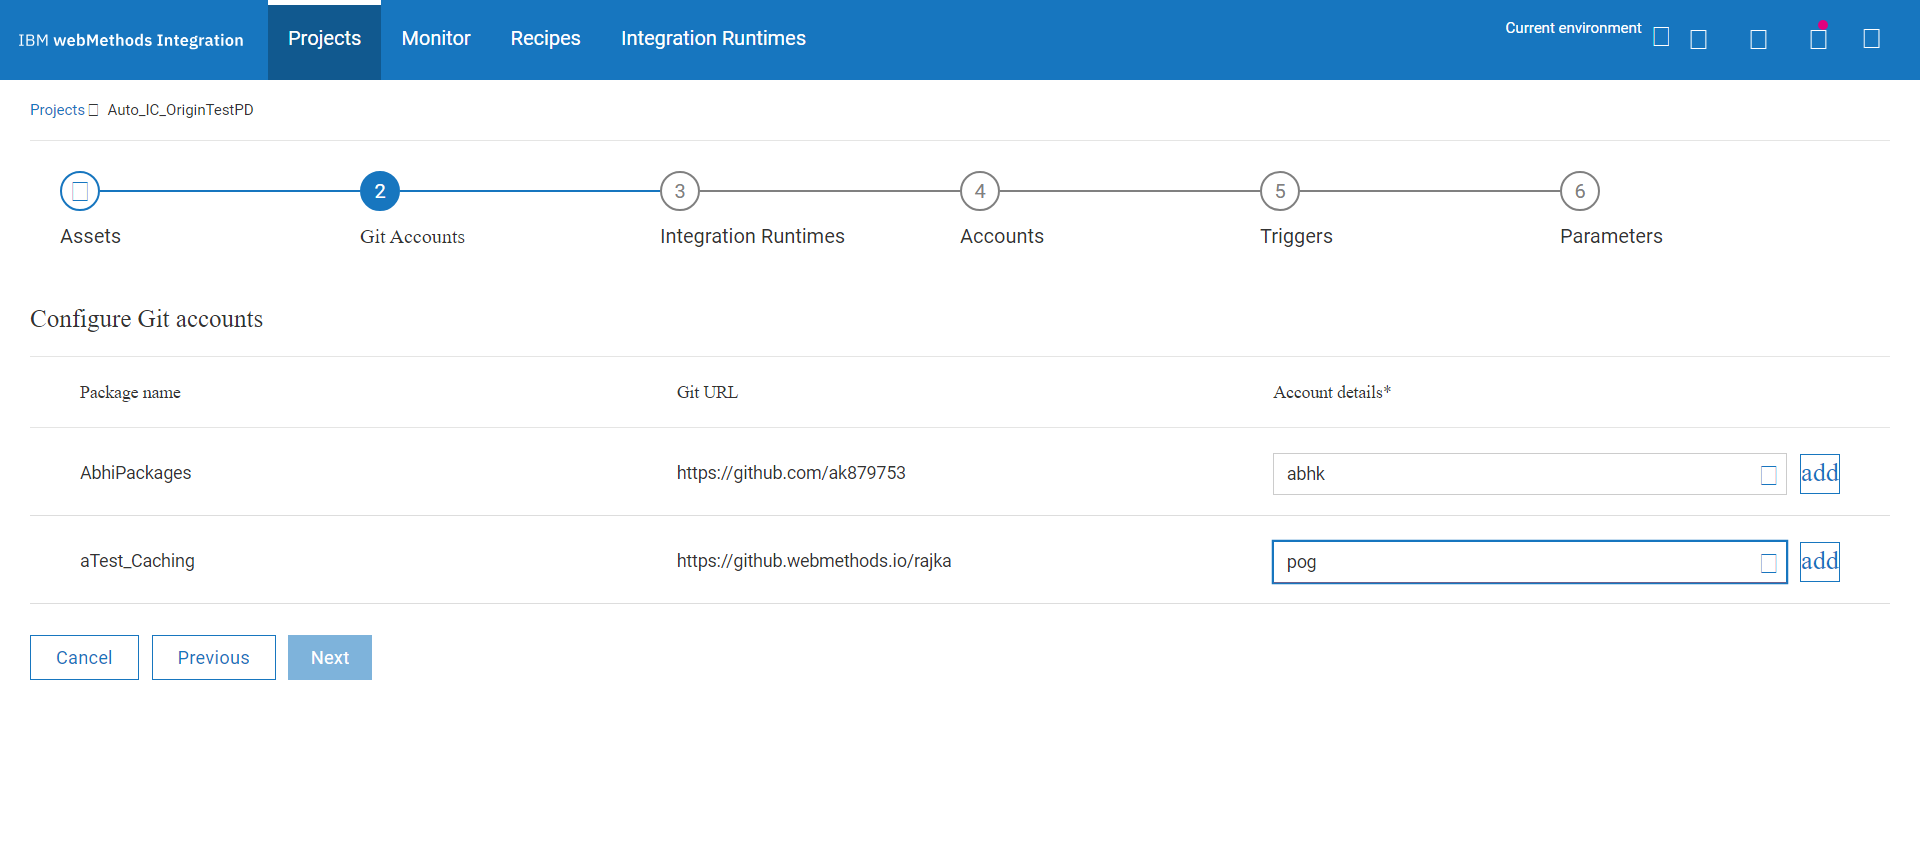 IBM webMethods Integration
Projects Monitor Recipes Integration Runtimes
Current environment
Projects Auto_IC_OriginTestPD
2 3 4 5 6
Assets Git Accounts Integration Runtimes Accounts Triggers Parameters
Configure Git accounts
Package name Git URL Account details*
AbhiPackages https://github.com/ak879753 abhk add
aTest_Caching https://github.webmethods.io/rajka pog add
Cancel Previous Next